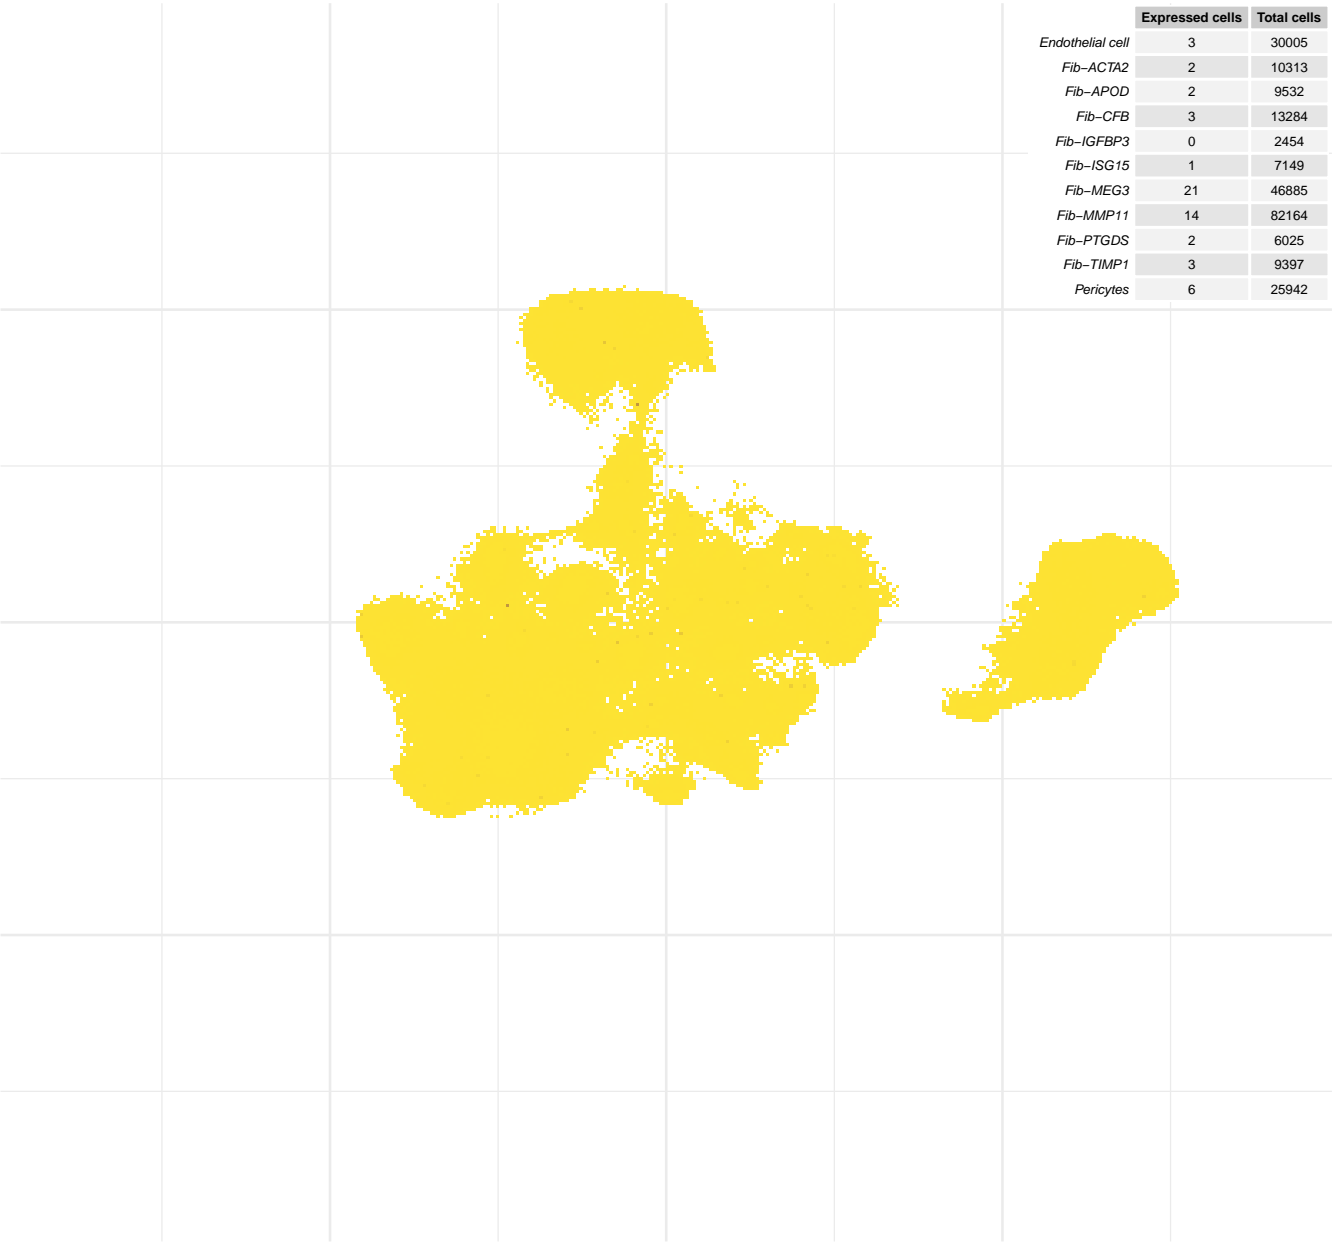 Expressed cells Total cells
Endothelial cell 3 30005
Fib−ACTA2 2 10313
Fib−APOD 2 9532
Fib−CFB 3 13284
Fib−IGFBP3 0 2454
Fib−ISG15 1 7149
Fib−MEG3 21 46885
Fib−MMP11 14 82164
Fib−PTGDS 2 6025
Fib−TIMP1 3 9397
Pericytes 6 25942